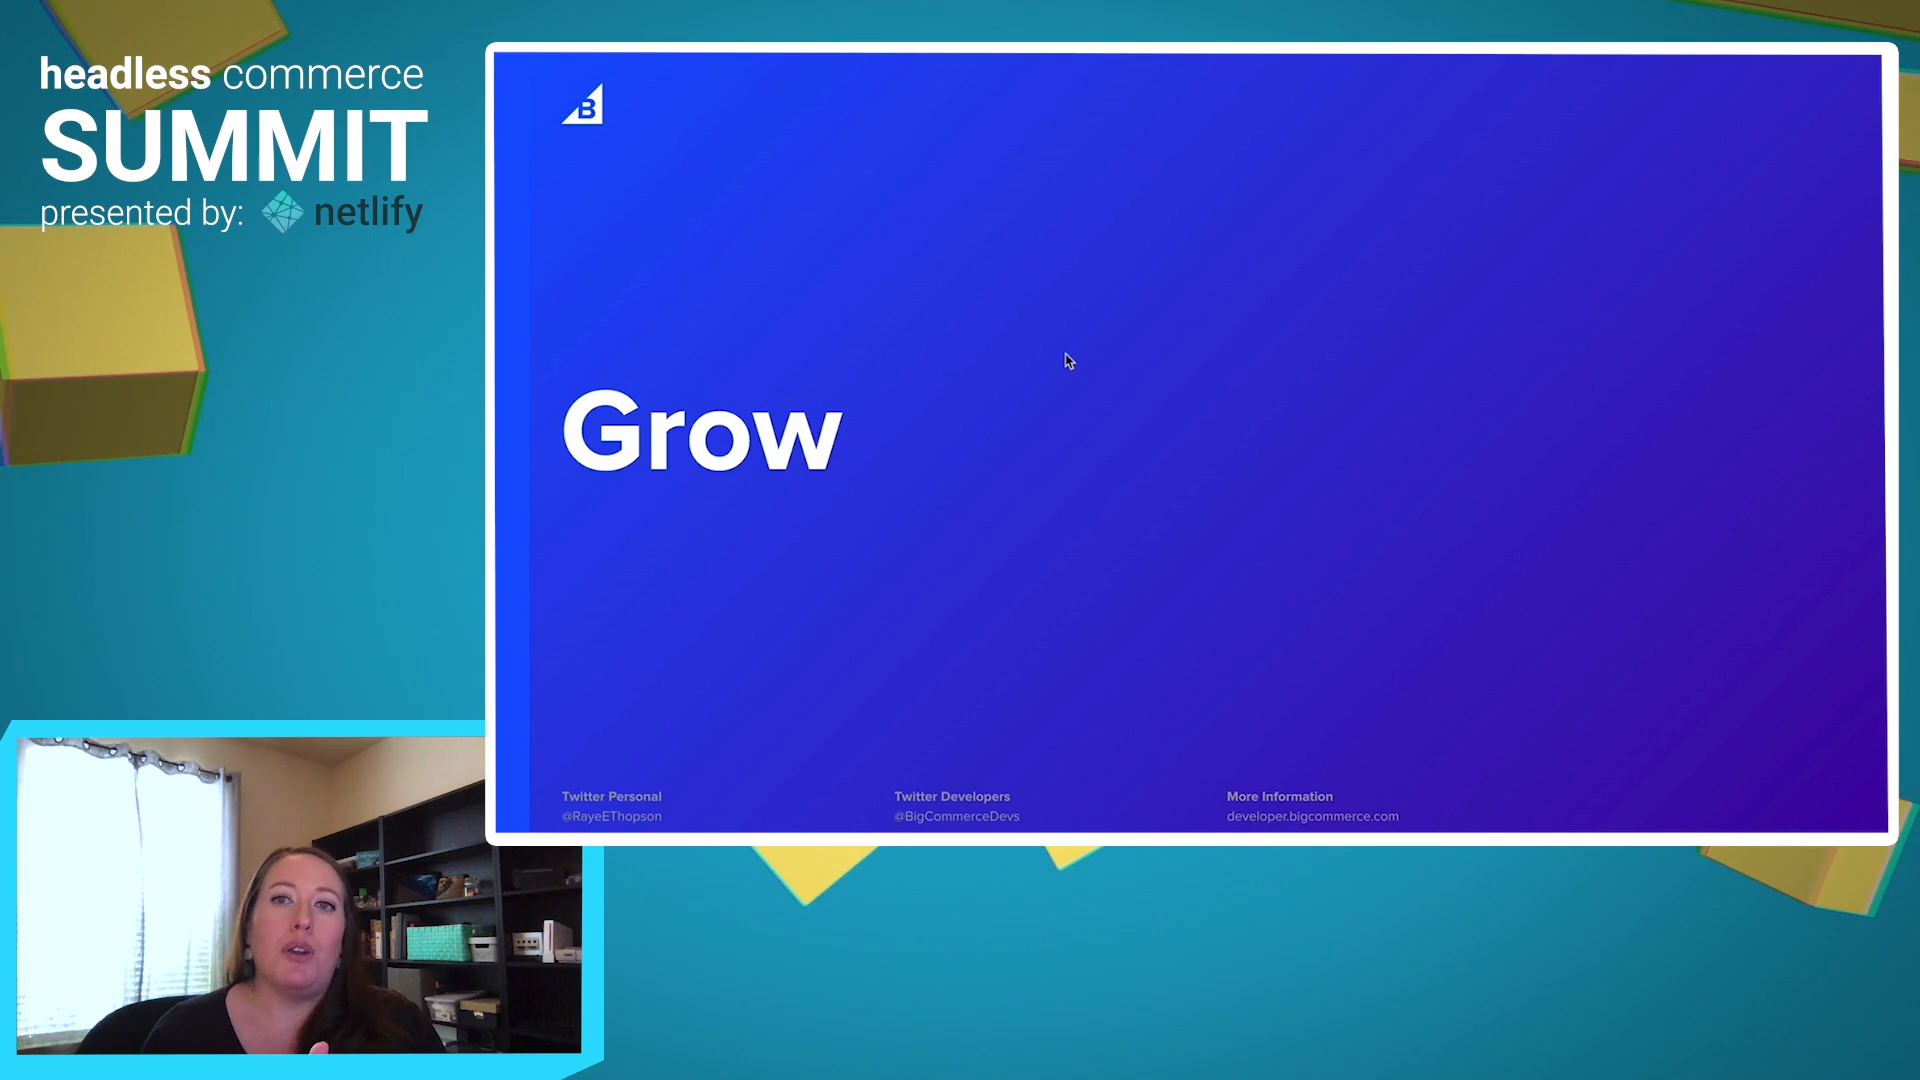 headless commerce
SUMMIT
presented by: netlify
B
Grow
Twitter Personal
@RayeEThopson
Twitter Developers
@BigCommerceDevs
More Information
developer.bigcommerce.com